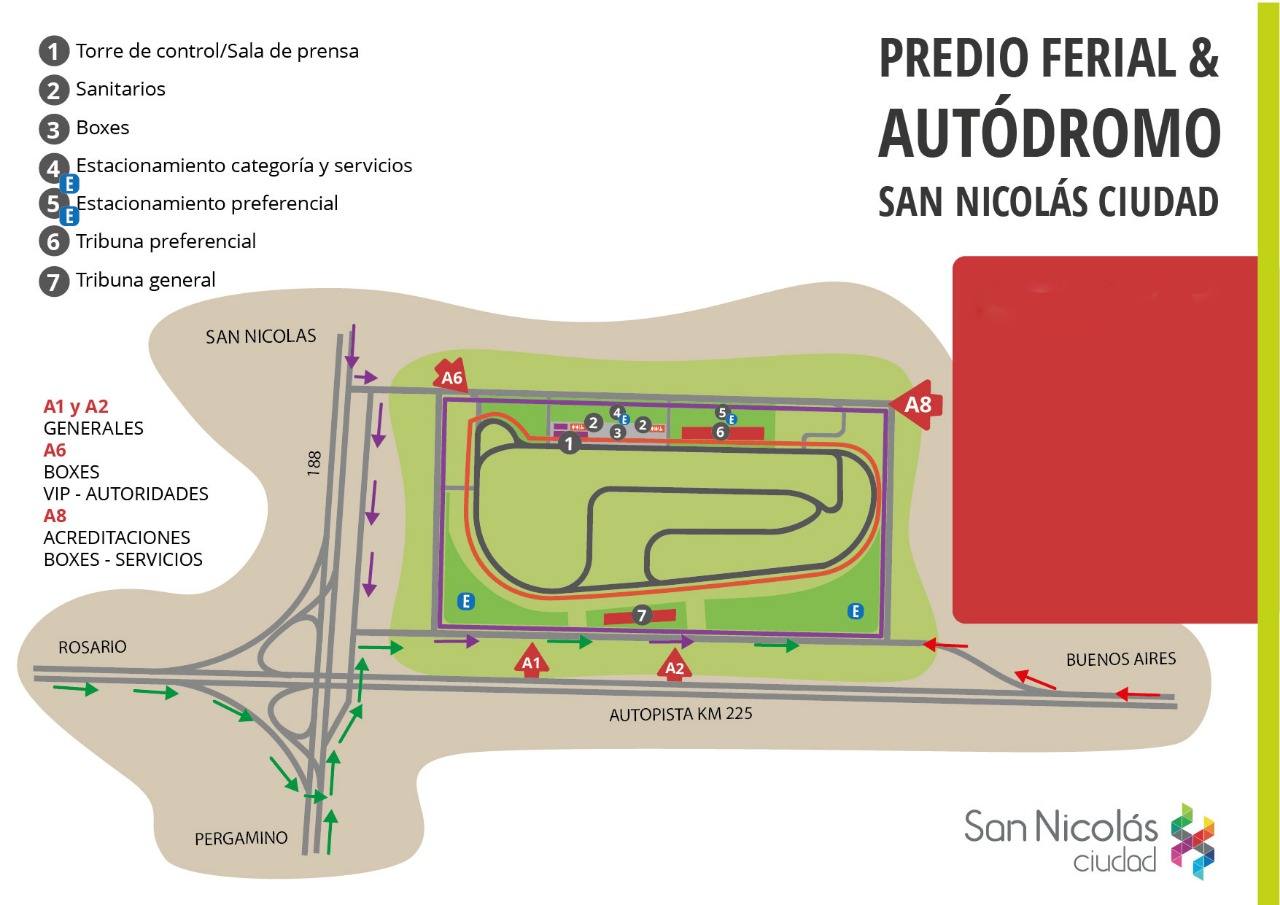 1 Torre de control/Sala de prensa
2 Sanitarios
3 Boxes
4 Estacionamiento categoría y servicios
E
5 Estacionamiento preferencial
E
6 Tribuna preferencial
7 Tribuna general
PREDIO FERIAL &
AUTÓDROMO
SAN NICOLÁS CIUDAD
A1 y A2
GENERALES
A6
BOXES
VIP - AUTORIDADES
A8
ACREDITACIONES
BOXES - SERVICIOS
SAN NICOLAS
188
A6
A8
2
4
E
3
2
1
5
E
6
E
7
E
A1
A2
ROSARIO
BUENOS AIRES
AUTOPISTA KM 225
PERGAMINO
San Nicolás
ciudad